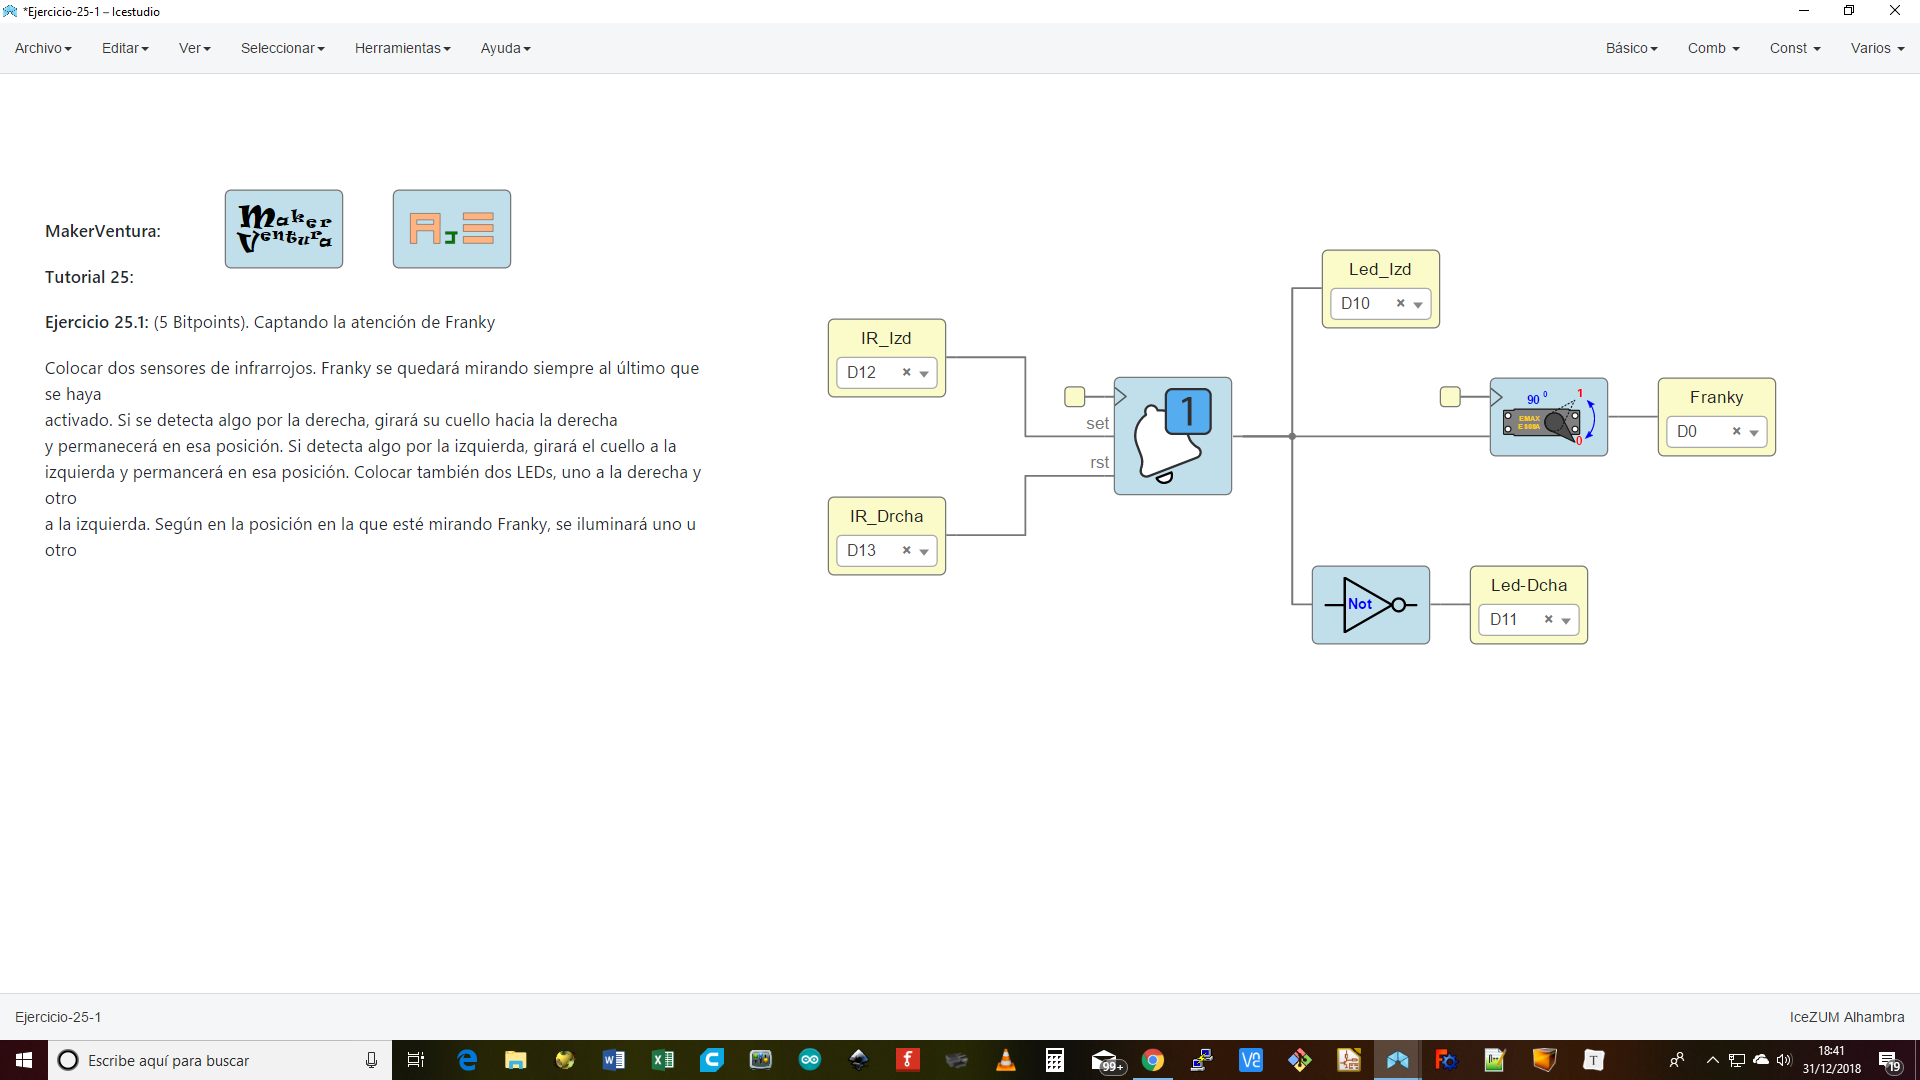 *Ejercicio-25-1 – Icestudio
Archivo Editar Ver Seleccionar Herramientas Ayuda Básico Comb Const Varios
Maker
Ventura
AJE
MakerVentura:
Tutorial 25:
Ejercicio 25.1: (5 Bitpoints). Captando la atención de Franky
Colocar dos sensores de infrarrojos. Franky se quedará mirando siempre al último que
se haya
activado. Si se detecta algo por la derecha, girará su cuello hacia la derecha
y permanecerá en esa posición. Si detecta algo por la izquierda, girará el cuello a la
izquierda y permancerá en esa posición. Colocar también dos LEDs, uno a la derecha y
otro
a la izquierda. Según en la posición en la que esté mirando Franky, se iluminará uno u
otro
IR_Izd
D12
IR_Drcha
D13
set
rst
1
Led_Izd
D10
90 0
1
EMAX
0
Franky
D0
Not
Led-Dcha
D11
Ejercicio-25-1
IceZUM Alhambra
Escribe aquí para buscar
99+
18:41
31/12/2018
19